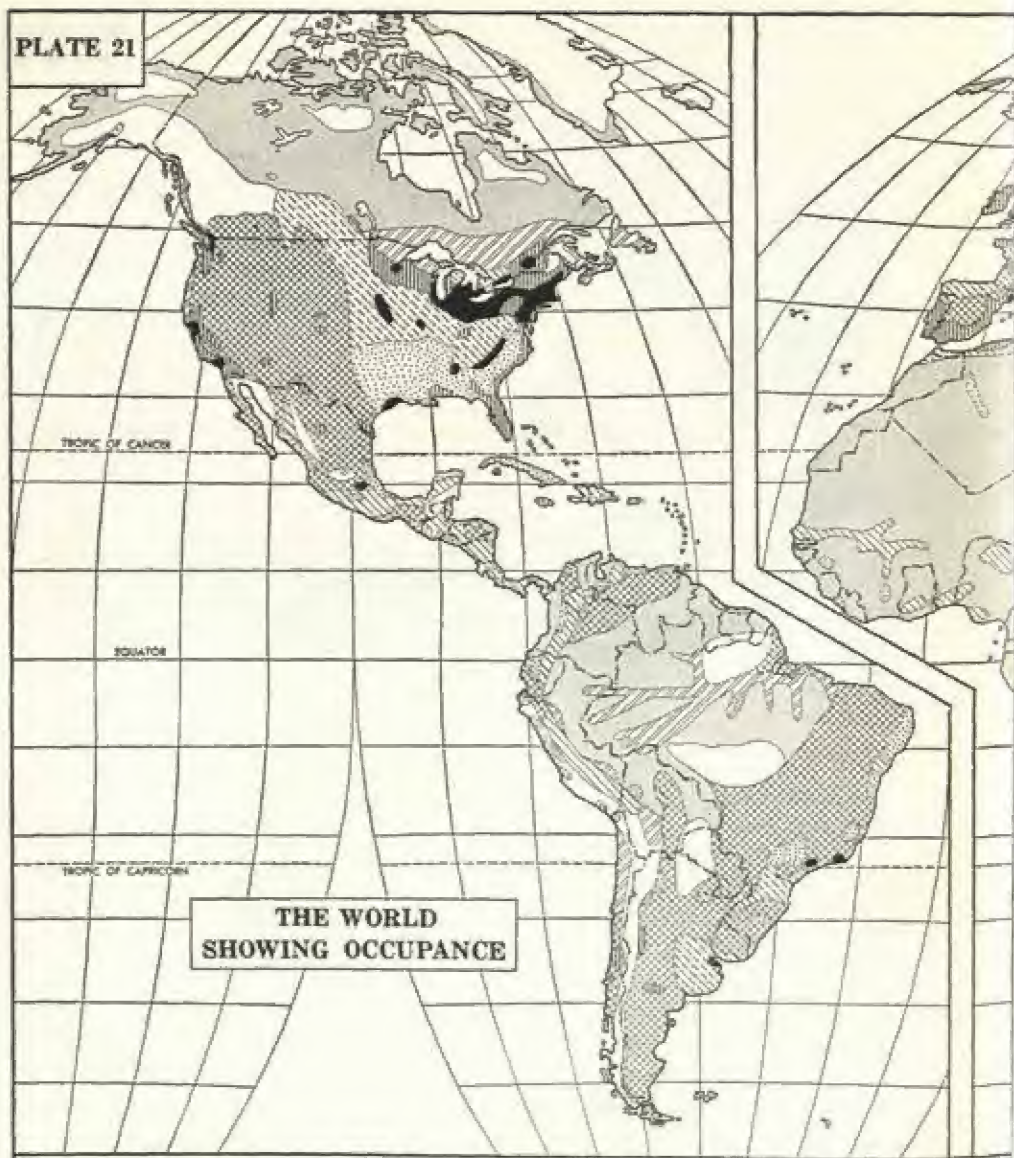 PLATE 21
TROPIC OF CANCER
EQUATOR
TROPIC OF CAPRICORN
THE WORLD
SHOWING OCCUPANCE